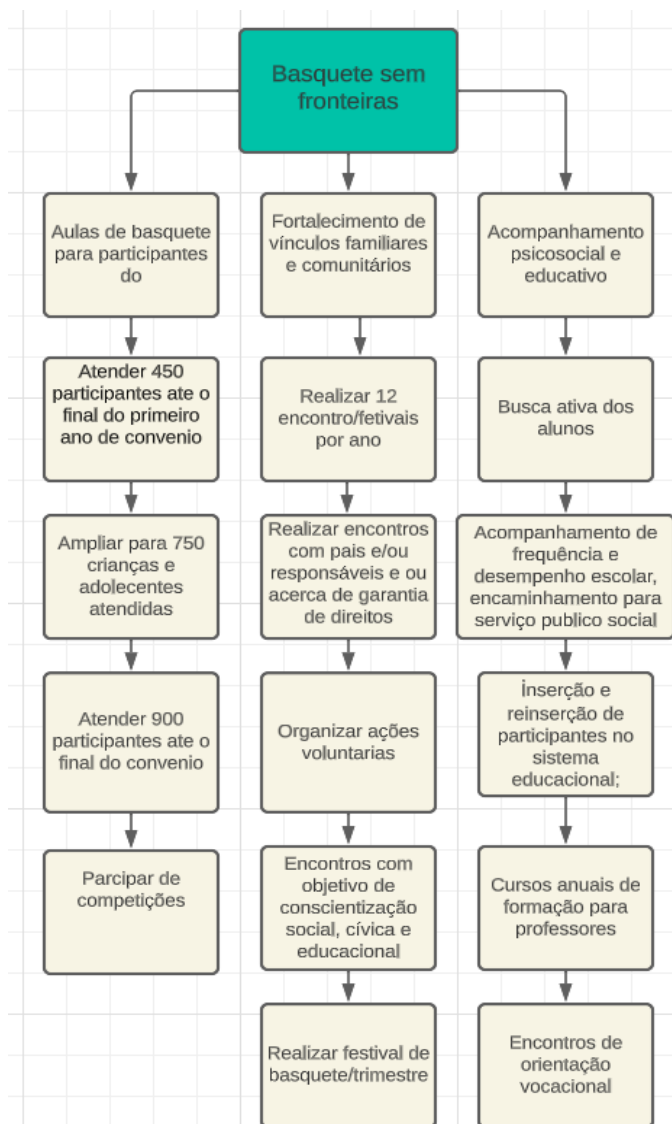 Basquete sem
fronteiras
Aulas de basquete
para participantes
do
Atender 450
participantes ate o
final do primeiro
ano de convenio
Ampliar para 750
crianças e
adolecentes
atendidas
Atender 900
participantes ate o
final do convenio
Parcipar de
competições
Fortalecimento de
vínculos familiares
e comunitários
Realizar 12
encontro/fetivais
por ano
Realizar encontros
com pais e/ou
responsáveis e ou
acerca de garantia
de direitos
Organizar ações
voluntarias
Encontros com
objetivo de
conscientização
social, cívica e
educacional
Realizar festival de
basquete/trimestre
Acompanhamento
psicosocial e
educativo
Busca ativa dos
alunos
Acompanhamento de
frequência e
desempenho escolar,
encaminhamento para
serviço publico social
İnserção e
reinserção de
participantes no
sistema
educacional;
Cursos anuais de
formação para
professores
Encontros de
orientação
vocacional